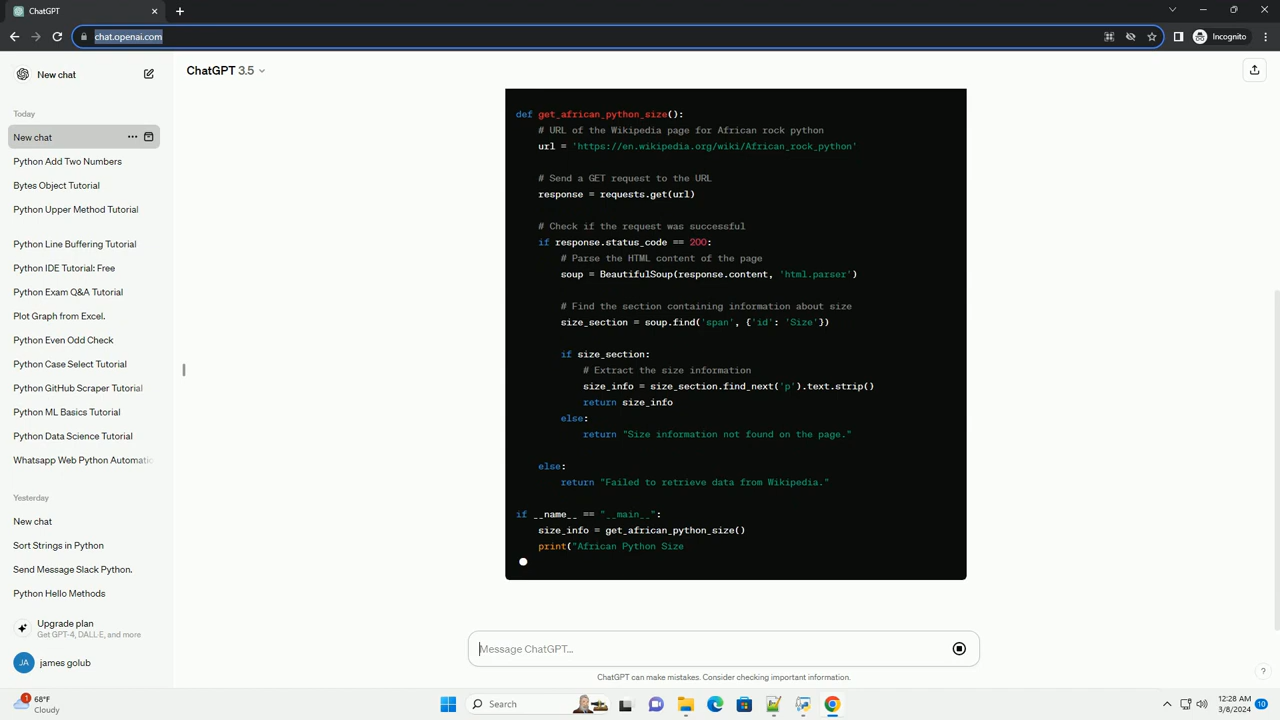 ChatGPT
chat.openai.com
Incognito
New chat
ChatGPT 3.5
Today
New chat
Python Add Two Numbers
Bytes Object Tutorial
Python Upper Method Tutorial
Python Line Buffering Tutorial
Python IDE Tutorial: Free
Python Exam Q&A Tutorial
Plot Graph from Excel.
Python Even Odd Check
Python Case Select Tutorial
Python GitHub Scraper Tutorial
Python ML Basics Tutorial
Python Data Science Tutorial
Whatsapp Web Python Automatio
Yesterday
New chat
Sort Strings in Python
Send Message Slack Python.
Python Hello Methods
Upgrade plan
Get GPT-4, DALL·E, and more
JA james golub
def get_african_python_size():
# URL of the Wikipedia page for African rock python
url = 'https://en.wikipedia.org/wiki/African_rock_python'
# Send a GET request to the URL
response = requests.get(url)
# Check if the request was successful
if response.status_code == 200:
# Parse the HTML content of the page
soup = BeautifulSoup(response.content, 'html.parser')
# Find the section containing information about size
size_section = soup.find('span', {'id': 'Size'})
if size_section:
# Extract the size information
size_info = size_section.find_next('p').text.strip()
return size_info
else:
return "Size information not found on the page."
else:
return "Failed to retrieve data from Wikipedia."
if __name__ == "__main__":
size_info = get_african_python_size()
print("African Python Size
Message ChatGPT...
ChatGPT can make mistakes. Consider checking important information.
?
1
68°F
Cloudy
Search
12:28 AM
3/8/2024
10